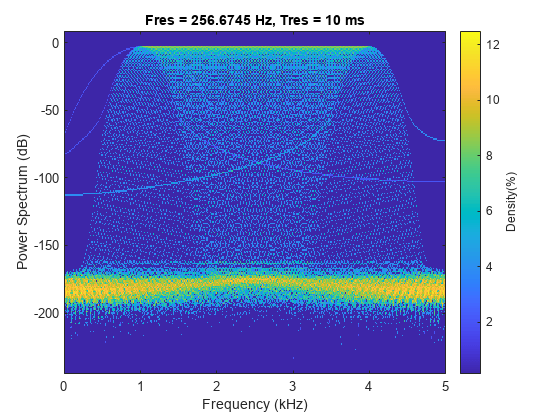 Fres = 256.6745 Hz, Tres = 10 ms
0
-50
-100
-150
-200
Power Spectrum (dB)
0 1 2 3 4 5
Frequency (kHz)
12
10
8
6
4
2
Density(%)